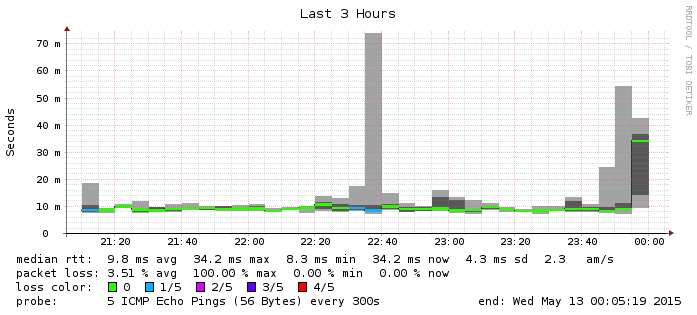 Last 3 Hours
RRDTOOL / TOBI OETIKER
Seconds
70 m
60 m
50 m
40 m
30 m
20 m
10 m
0
21:20 21:40 22:00 22:20 22:40 23:00 23:20 23:40 00:00
median rtt: 9.8 ms avg 34.2 ms max 8.3 ms min 34.2 ms now 4.3 ms sd 2.3 am/s
packet loss: 3.51 % avg 100.00 % max 0.00 % min 0.00 % now
loss color: 0 1/5 2/5 3/5 4/5
probe: 5 ICMP Echo Pings (56 Bytes) every 300s end: Wed May 13 00:05:19 2015